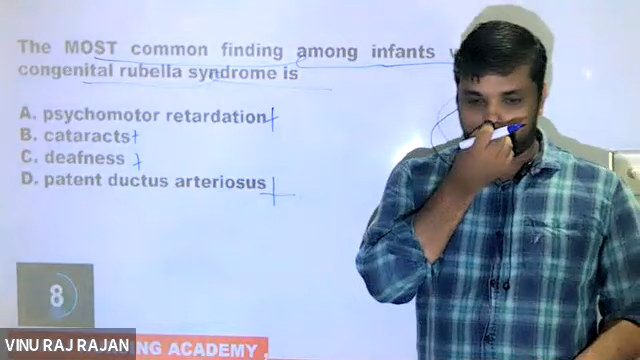 The MOST common finding among infants
congenital rubella syndrome is
A. psychomotor retardation
B. cataracts
C. deafness
D. patent ductus arteriosus
8
VINU RAJ RAJAN
ING ACADEMY